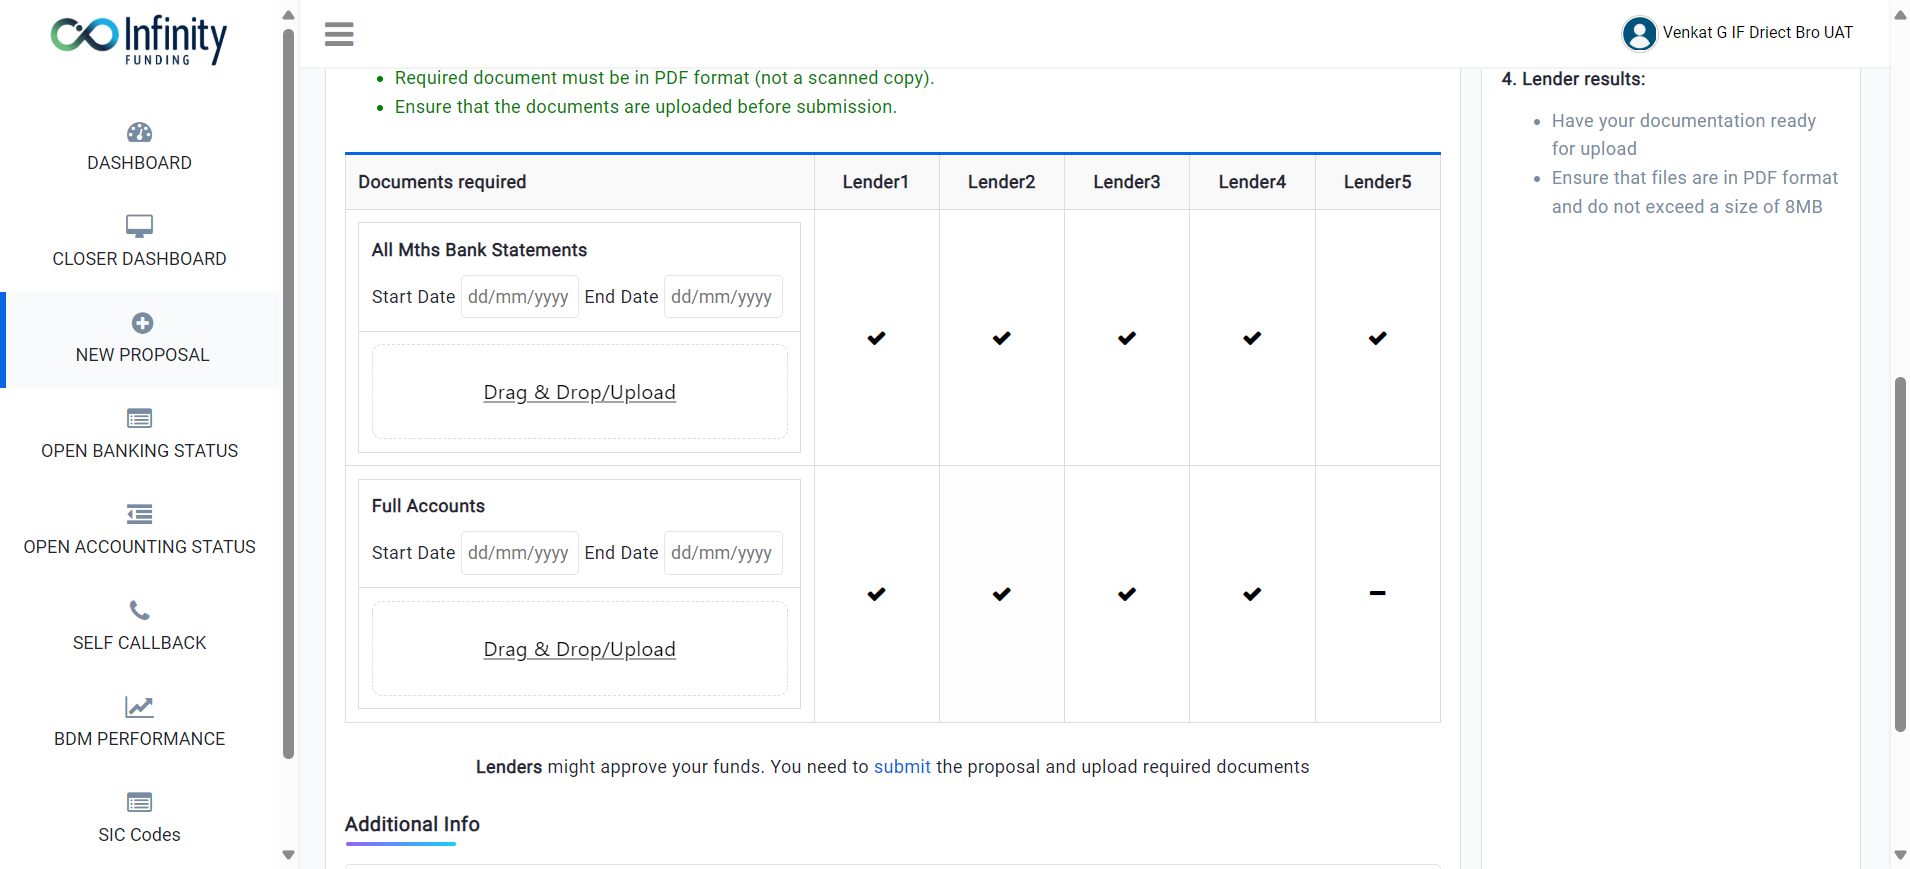 Infinity
FUNDING
DASHBOARD
CLOSER DASHBOARD
NEW PROPOSAL
OPEN BANKING STATUS
OPEN ACCOUNTING STATUS
SELF CALLBACK
BDM PERFORMANCE
SIC Codes
Venkat G IF Driect Bro UAT
Required document must be in PDF format (not a scanned copy).
Ensure that the documents are uploaded before submission.
Documents required Lender1 Lender2 Lender3 Lender4 Lender5
All Mths Bank Statements
Start Date dd/mm/yyyy End Date dd/mm/yyyy
Drag & Drop/Upload
Full Accounts
Start Date dd/mm/yyyy End Date dd/mm/yyyy
Drag & Drop/Upload
Lenders might approve your funds. You need to submit the proposal and upload required documents
Additional Info
4. Lender results:
Have your documentation ready
for upload
Ensure that files are in PDF format
and do not exceed a size of 8MB